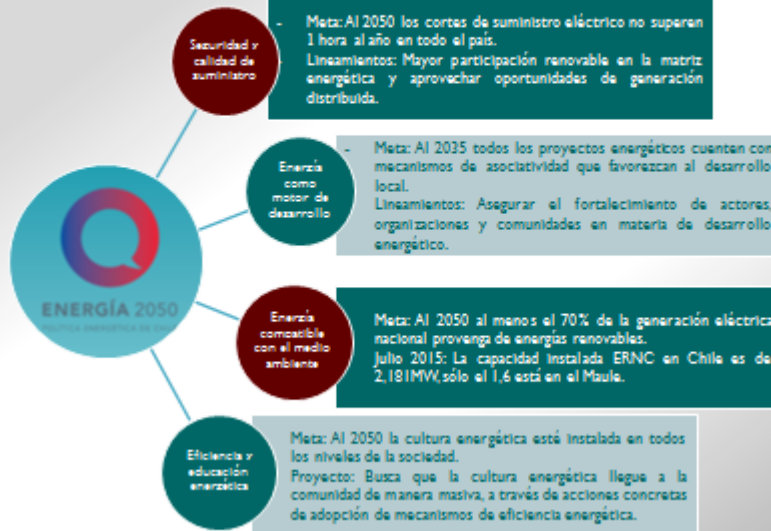 Seguridad y
calidad de
suministro
- Meta: Al 2050 los cortes de suministro eléctrico no superen
1 hora al año en todo el país.
Lineamientos: Mayor participación renovable en la matriz
energética y aprovechar oportunidades de generación
distribuida.
Energía
como
motor de
desarrollo
- Meta: Al 2035 todos los proyectos energéticos cuenten con
mecanismos de asociatividad que favorezcan al desarrollo
local.
Lineamientos: Asegurar el fortalecimiento de actores,
organizaciones y comunidades en materia de desarrollo
energético.
ENERGÍA 2050
POLÍTICA ENERGÉTICA DE CHILE
Energía
compatible
con el medio
ambiente
Meta: Al 2050 al menos el 70% de la generación eléctrica
nacional provenga de energías renovables.
Julio 2015: La capacidad instalada ERNC en Chile es de
2,181MW, sólo el 1,6 está en el Maule.
Eficiencia y
educación
energética
Meta: Al 2050 la cultura energética esté instalada en todos
los niveles de la sociedad.
Proyecto: Busca que la cultura energética llegue a la
comunidad de manera masiva, a través de acciones concretas
de adopción de mecanismos de eficiencia energética.